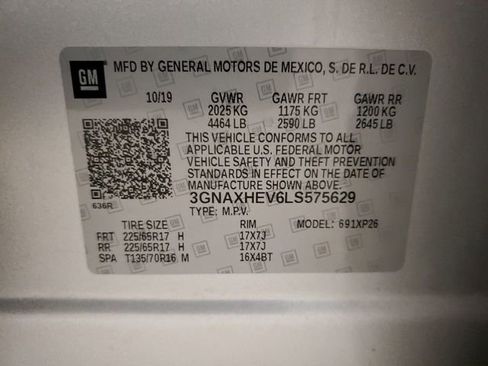 GM MFD BY GENERAL MOTORS DE MEXICO, S. DE R.L. DE C.V.
10/19 GVWR GAWR FRT GAWR RR
2025 KG 1175 KG 1200 KG
4464 LB 2590 LB 2645 LB
THIS VEHICLE CONFORMS TO ALL
APPLICABLE U.S. FEDERAL MOTOR
VEHICLE SAFETY AND THEFT PREVENTION
STANDARDS IN EFFECT ON THE DATE OF
MANUFACTURE SHOWN ABOVE.
636R 3GNAXHEV6LS575629
TYPE: M.P.V.
TIRE SIZE RIM MODEL: 691XP26
FRT 225/65R17 H 17X7J
RR 225/65R17 H 17X7J
SPA T135/70R16 M 16X4BT